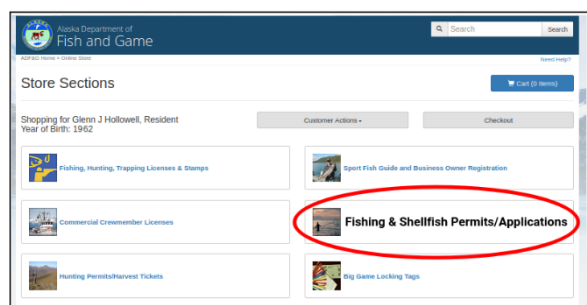 Alaska Department of
Fish and Game
Search
Search
ADF&G Home • Online Store
Need Help?
Store Sections
Cart (0 items)
Shopping for Glenn J Hollowell, Resident
Year of Birth: 1962
Customer Actions
Checkout
Fishing, Hunting, Trapping Licenses & Stamps
Sport Fish Guide and Business Owner Registration
Commercial Crewmember Licenses
Fishing & Shellfish Permits/Applications
Hunting Permits/Harvest Tickets
Big Game Locking Tags